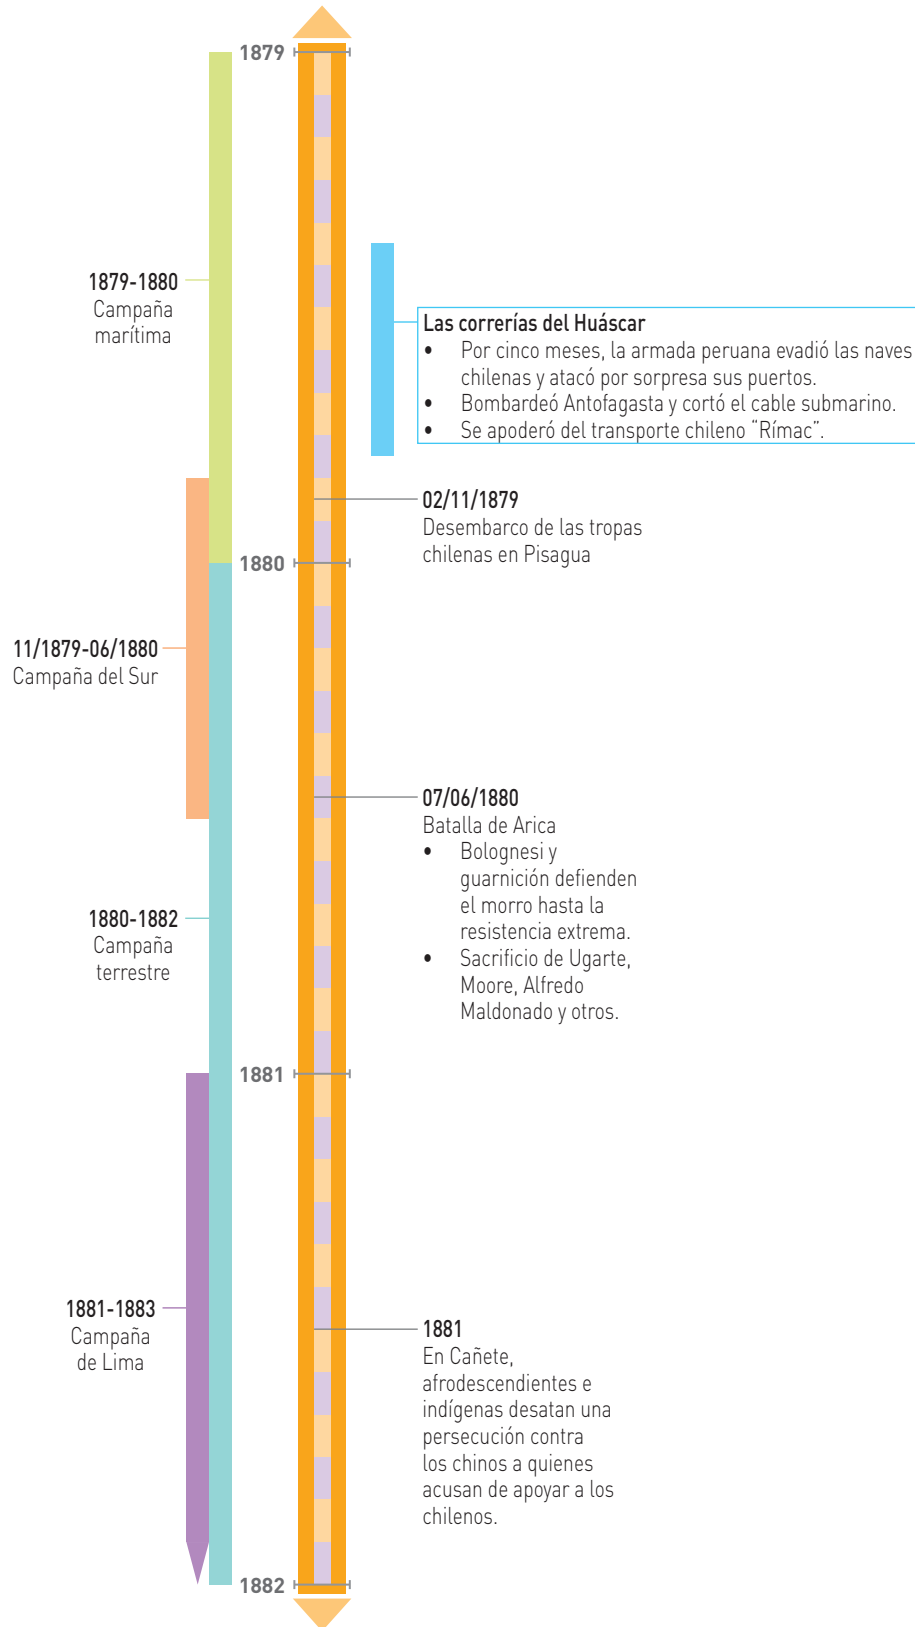 1879
1879-1880
Campaña
marítima
Las correrías del Huáscar
• Por cinco meses, la armada peruana evadió las naves
chilenas y atacó por sorpresa sus puertos.
• Bombardeó Antofagasta y cortó el cable submarino.
• Se apoderó del transporte chileno “Rímac”.
02/11/1879
Desembarco de las tropas
chilenas en Pisagua
1880
11/1879-06/1880
Campaña del Sur
07/06/1880
Batalla de Arica
• Bolognesi y
guarnición defienden
el morro hasta la
resistencia extrema.
• Sacrificio de Ugarte,
Moore, Alfredo
Maldonado y otros.
1880-1882
Campaña
terrestre
1881
1881-1883
Campaña
de Lima
1881
En Cañete,
afrodescendientes e
indígenas desatan una
persecución contra
los chinos a quienes
acusan de apoyar a los
chilenos.
1882